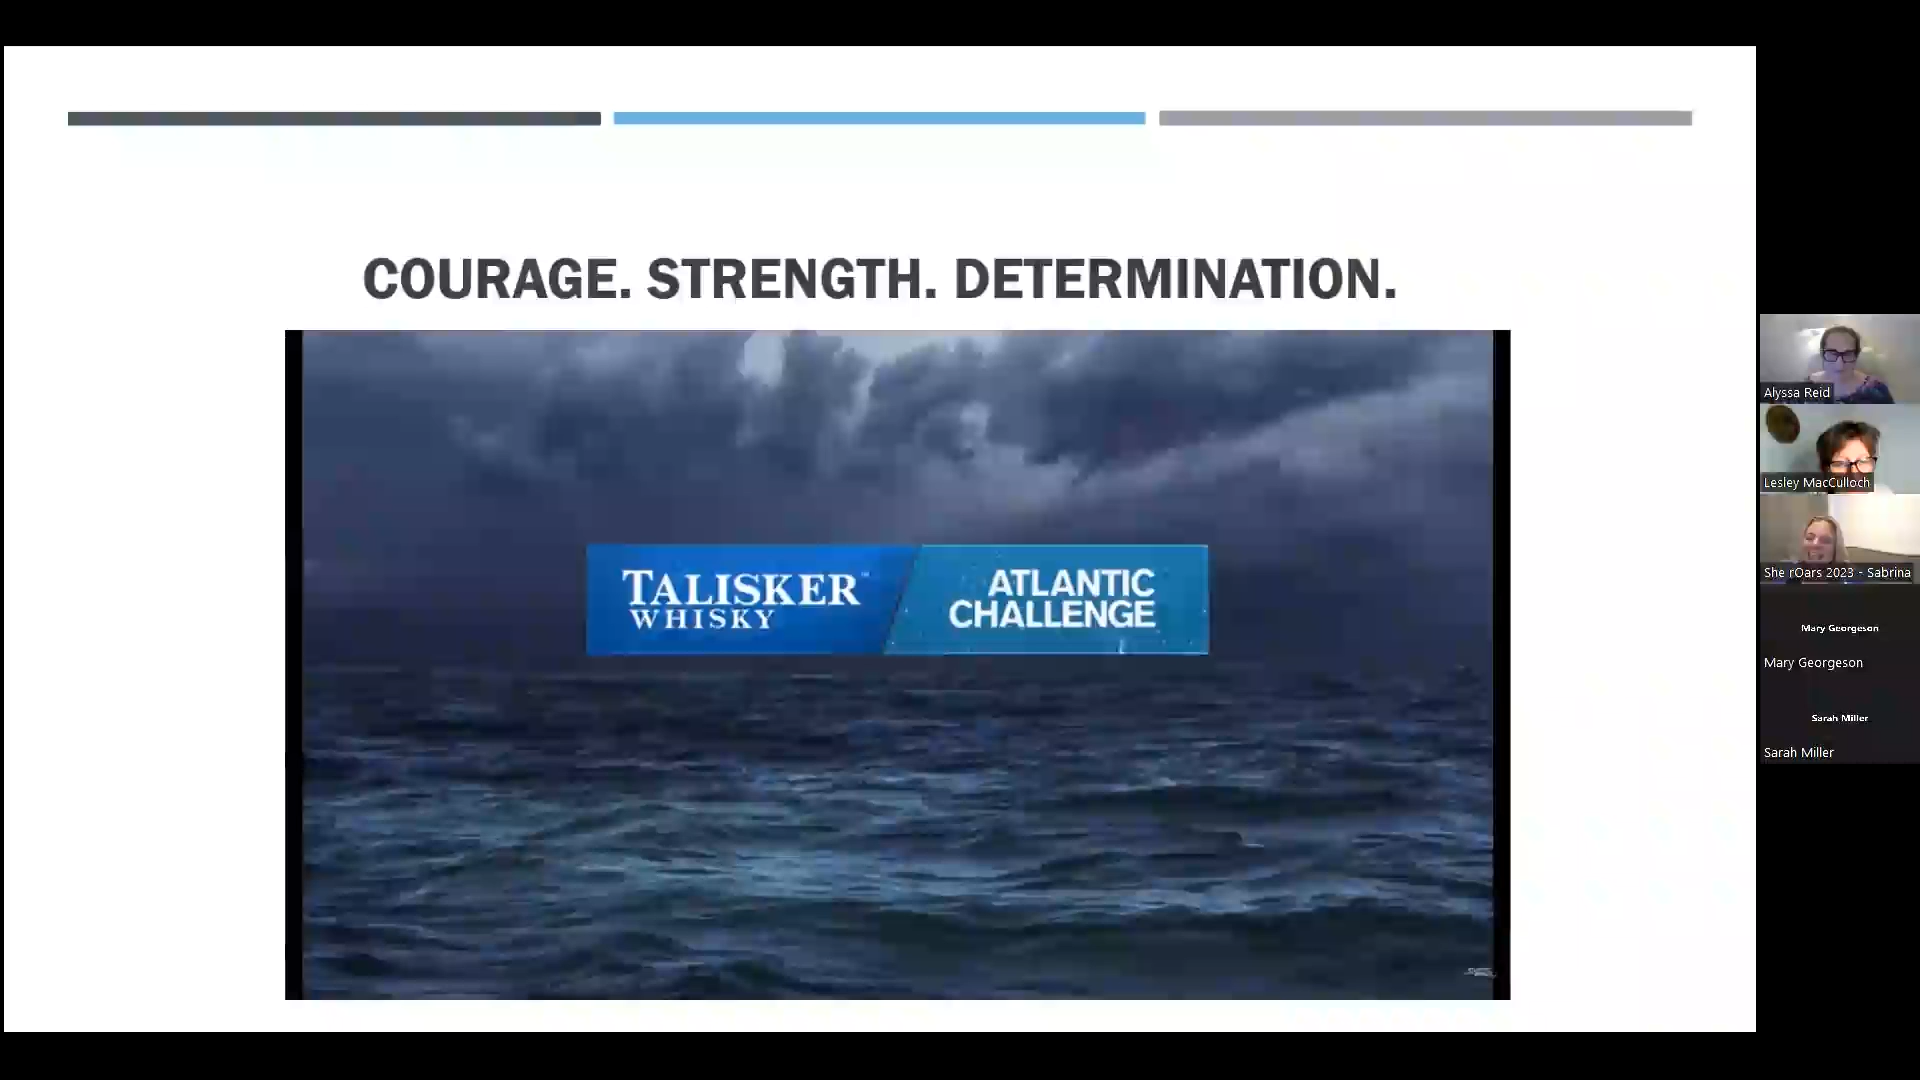 COURAGE. STRENGTH. DETERMINATION.
TALISKER™
WHISKY
ATLANTIC
CHALLENGE
Alyssa Reid
Lesley MacCulloch
She rOars 2023 - Sabrina
Mary Georgeson
Mary Georgeson
Sarah Miller
Sarah Miller